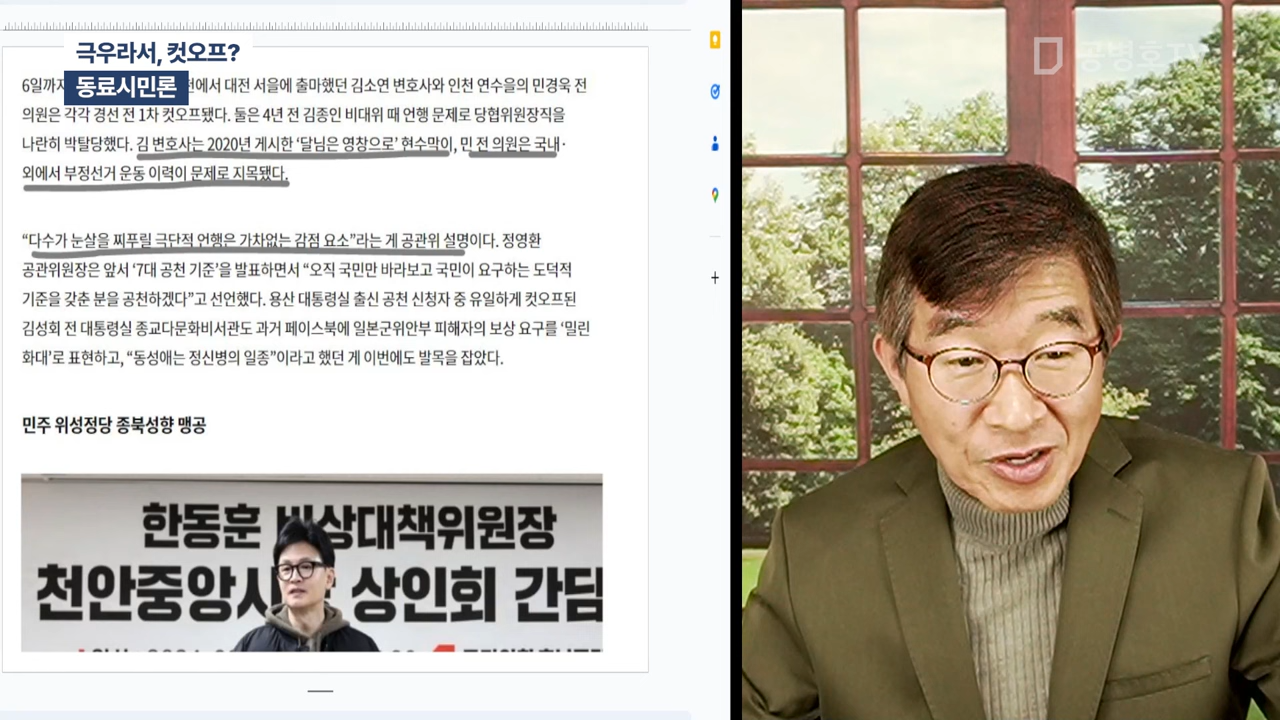 극우라서, 컷오프?
동료시민론
공병호TV
6일까지 천에서 대전 서을에 출마했던 김소연 변호사와 인천 연수을의 민경욱 전
의원은 각각 경선 전 1차 컷오프됐다. 둘은 4년 전 김종인 비대위 때 언행 문제로 당협위원장직을
나란히 박탈당했다. 김 변호사는 2020년 게시한 ‘달님은 영창으로’ 현수막이, 민 전 의원은 국내·
외에서 부정선거 운동 이력이 문제로 지목됐다.
“다수가 눈살을 찌푸릴 극단적 언행은 가차없는 감점 요소”라는 게 공관위 설명이다. 정영환
공관위원장은 앞서 ‘7대 공천 기준’을 발표하면서 “오직 국민만 바라보고 국민이 요구하는 도덕적
기준을 갖춘 분을 공천하겠다”고 선언했다. 용산 대통령실 출신 공천 신청자 중 유일하게 컷오프된
김성회 전 대통령실 종교다문화비서관도 과거 페이스북에 일본군위안부 피해자의 보상 요구를 ‘밀린
화대’로 표현하고, “동성애는 정신병의 일종”이라고 했던 게 이번에도 발목을 잡았다.
민주 위성정당 종북성향 맹공
한동훈 비상대책위원장
천안중앙시 상인회 간담